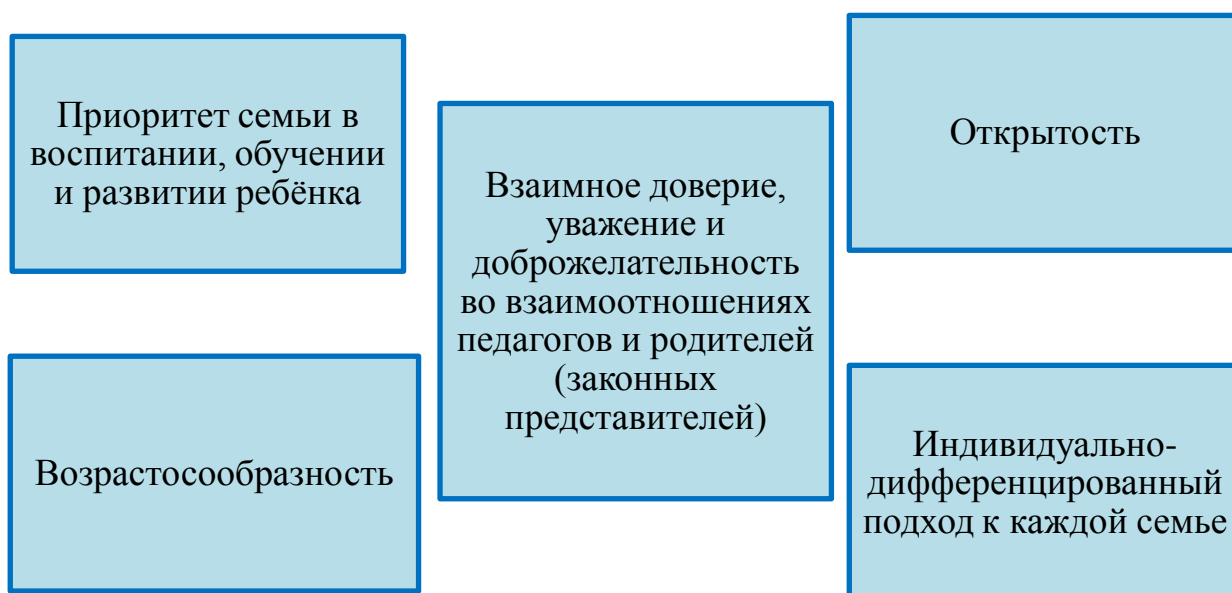 Приоритет семьи в
воспитании, обучении
и развитии ребёнка
Взаимное доверие,
уважение и
доброжелательность
во взаимоотношениях
педагогов и родителей
(законных
представителей)
Открытость
Возрастосообразность
Индивидуально-
дифференцированный
подход к каждой семье